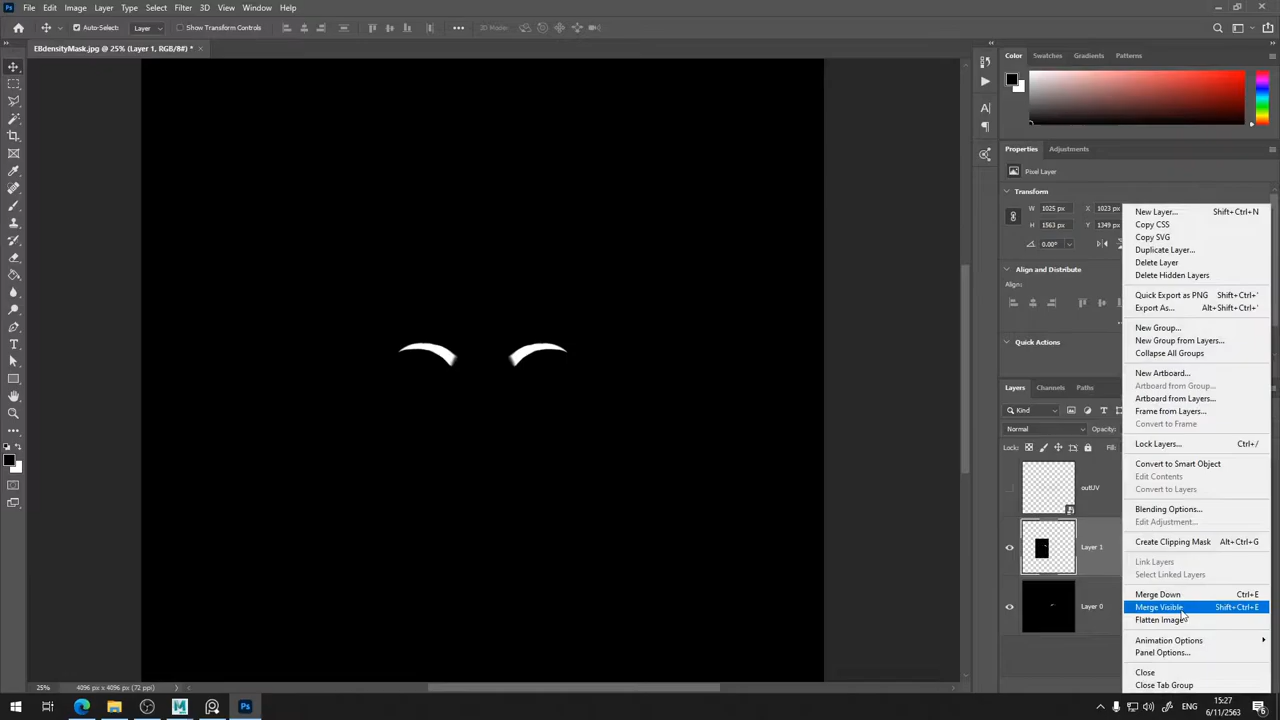 Ps File Edit Image Layer Type Select Filter 3D View Window Help
Auto-Select: Layer Show Transform Controls 3D Mode:
EBdensityMask.jpg @ 25% (Layer 1, RGB/8#) * ×
Color Swatches Gradients Patterns
Properties Adjustments
Pixel Layer
Transform
W 1025 px X 1023 px
H 1563 px Y 1349 px
0.00°
Align and Distribute
Align:
Quick Actions
Layers Channels Paths
Kind
Normal Opacity:
Lock: Fill:
outUV
Layer 1
Layer 0
New Layer... Shift+Ctrl+N
Copy CSS
Copy SVG
Duplicate Layer...
Delete Layer
Delete Hidden Layers
Quick Export as PNG Shift+Ctrl+'
Export As... Alt+Shift+Ctrl+'
New Group...
New Group from Layers...
Collapse All Groups
New Artboard...
Artboard from Group...
Artboard from Layers...
Frame from Layers...
Convert to Frame
Lock Layers... Ctrl+/
Convert to Smart Object
Edit Contents
Convert to Layers
Blending Options...
Edit Adjustment...
Create Clipping Mask Alt+Ctrl+G
Link Layers
Select Linked Layers
Merge Down Ctrl+E
Merge Visible Shift+Ctrl+E
Flatten Image
Animation Options
Panel Options...
Close
Close Tab Group
25% 4096 px x 4096 px (72 ppi)
ENG 15:27
6/11/2563